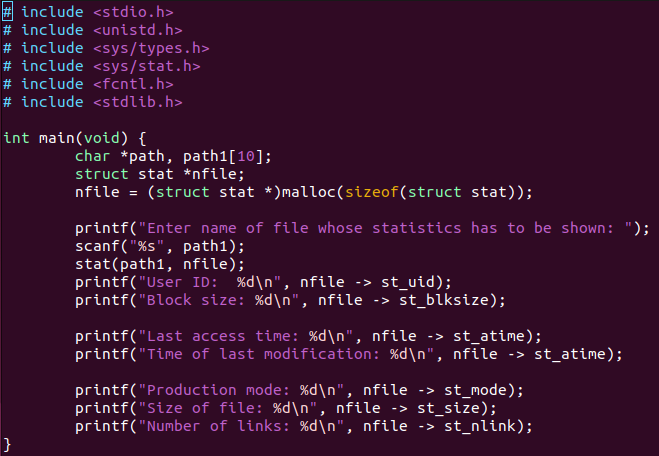 # include <stdio.h>
# include <unistd.h>
# include <sys/types.h>
# include <sys/stat.h>
# include <fcntl.h>
# include <stdlib.h>

int main(void) {
        char *path, path1[10];
        struct stat *nfile;
        nfile = (struct stat *)malloc(sizeof(struct stat));

        printf("Enter name of file whose statistics has to be shown: ");
        scanf("%s", path1);
        stat(path1, nfile);
        printf("User ID:  %d\n", nfile -> st_uid);
        printf("Block size: %d\n", nfile -> st_blksize);

        printf("Last access time: %d\n", nfile -> st_atime);
        printf("Time of last modification: %d\n", nfile -> st_atime);

        printf("Production mode: %d\n", nfile -> st_mode);
        printf("Size of file: %d\n", nfile -> st_size);
        printf("Number of links: %d\n", nfile -> st_nlink);
}